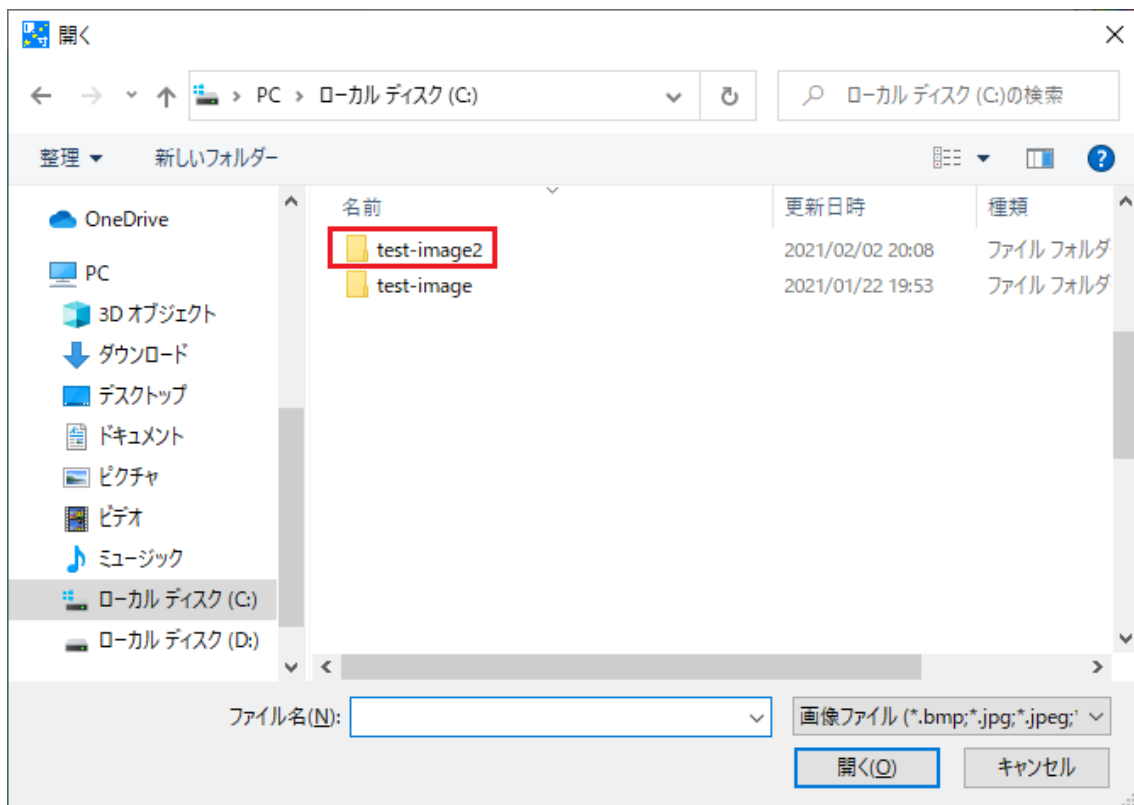 開く
PC › ローカル ディスク (C:)
ローカル ディスク (C:)の検索
整理
新しいフォルダー
名前 更新日時 種類
OneDrive
PC
3D オブジェクト
ダウンロード
デスクトップ
ドキュメント
ピクチャ
ビデオ
ミュージック
ローカル ディスク (C:)
ローカル ディスク (D:)
test-image2 2021/02/02 20:08 ファイル フォルダ
test-image 2021/01/22 19:53 ファイル フォルダ
ファイル名(N):
画像ファイル (*.bmp;*.jpg;*.jpeg;*
開く(O)
キャンセル